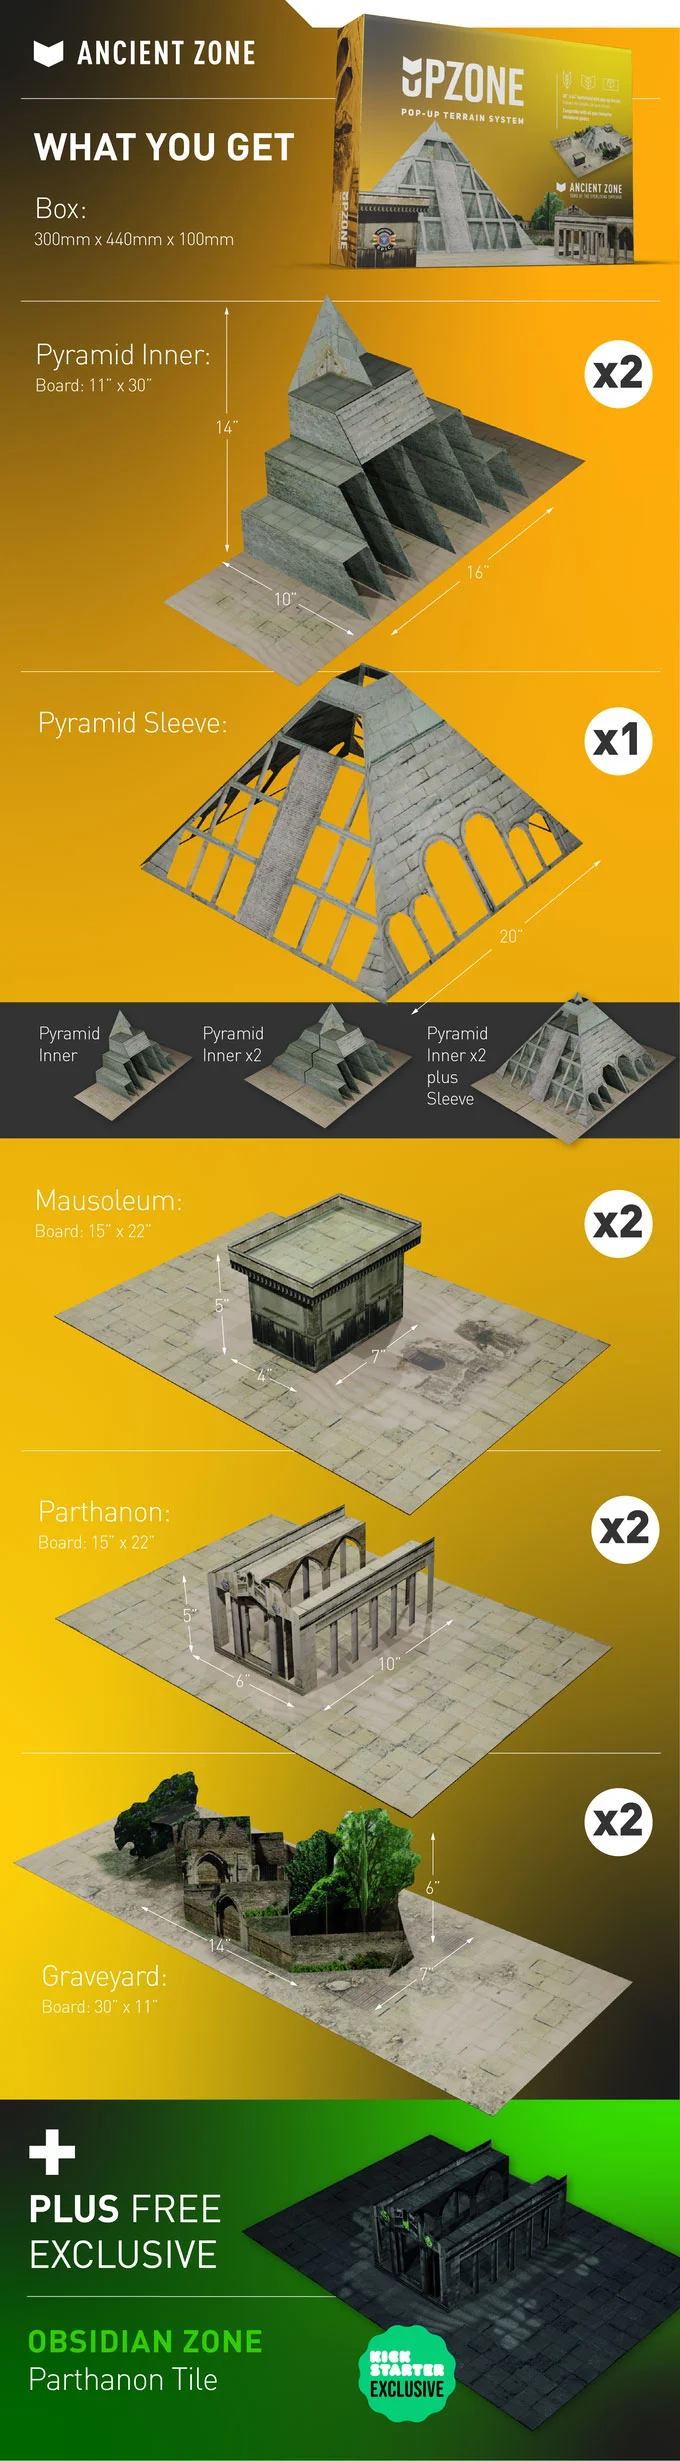 ANCIENT ZONE
UPZONE
POP-UP TERRAIN SYSTEM
ANCIENT ZONE
UPZONE
WHAT YOU GET
Box:
300mm x 440mm x 100mm
Pyramid Inner:
Board: 11" x 30"
x2
14"
10"
16"
Pyramid Sleeve:
x1
20"
Pyramid
Inner
Pyramid
Inner x2
Pyramid
Inner x2
plus
Sleeve
Mausoleum:
Board: 15" x 22"
x2
5"
4"
7"
Parthanon:
Board: 15" x 22"
x2
5"
6"
10"
x2
6"
14"
7"
Graveyard:
Board: 30" x 11"
+
PLUS FREE
EXCLUSIVE
OBSIDIAN ZONE
Parthanon Tile
KICK
STARTER
EXCLUSIVE